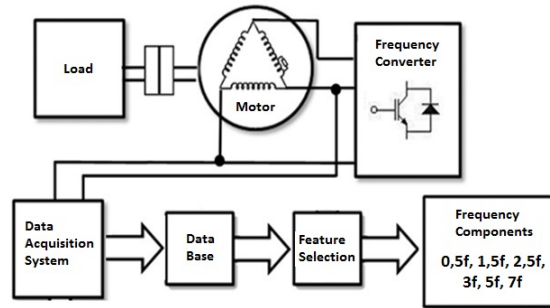 Load
Motor
Frequency
Converter
Data
Acquisition
System
Data
Base
Feature
Selection
Frequency
Components
0,5f, 1,5f, 2,5f,
3f, 5f, 7f